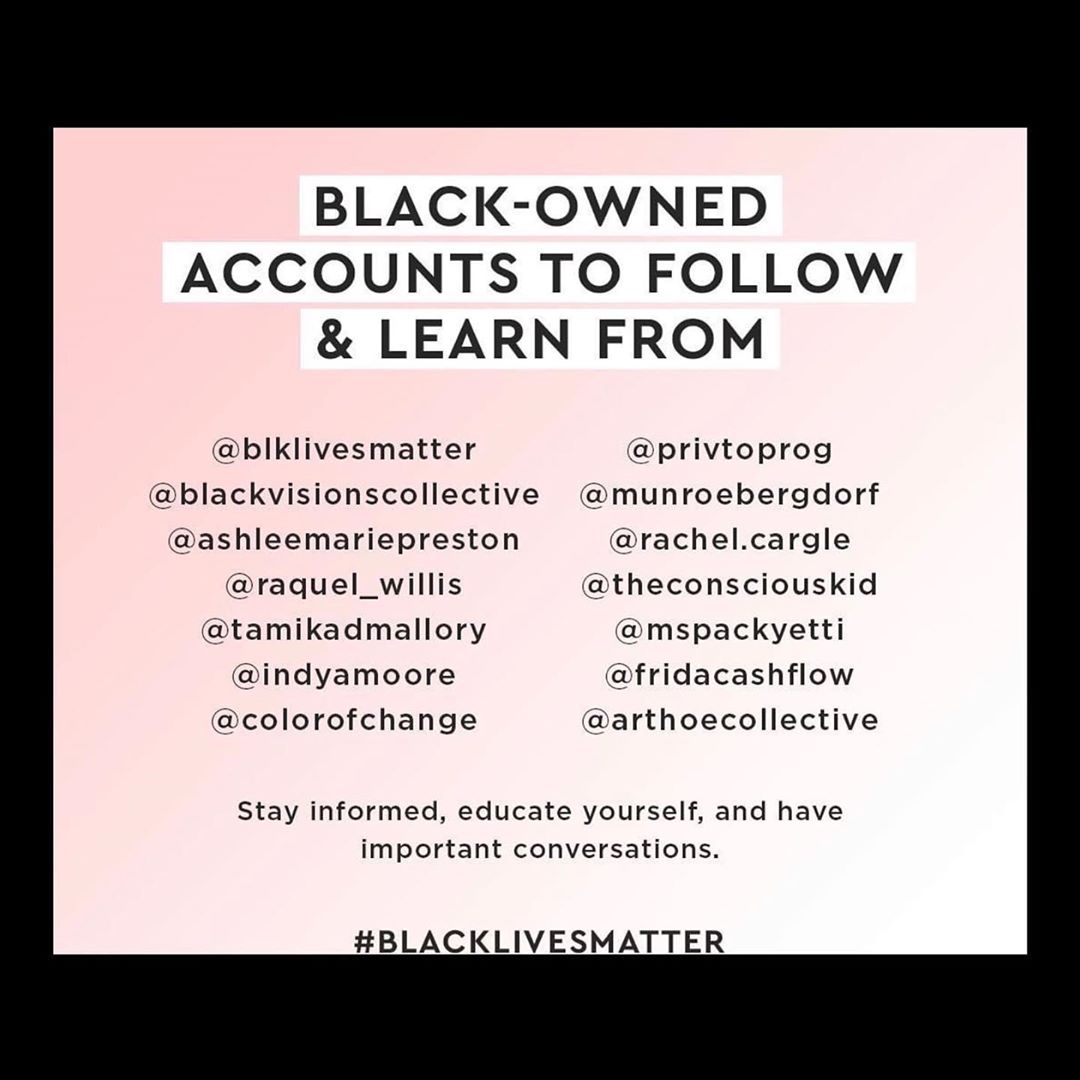 BLACK-OWNED
ACCOUNTS TO FOLLOW
& LEARN FROM
@blklivesmatter
@blackvisionscollective
@ashleemariepreston
@raquel_willis
@tamikadmallory
@indyamoore
@colorofchange
@privtoprog
@munroebergdorf
@rachel.cargle
@theconsciouskid
@mspackyetti
@fridacashflow
@arthoecollective
Stay informed, educate yourself, and have
important conversations.
#BLACKLIVESMATTER